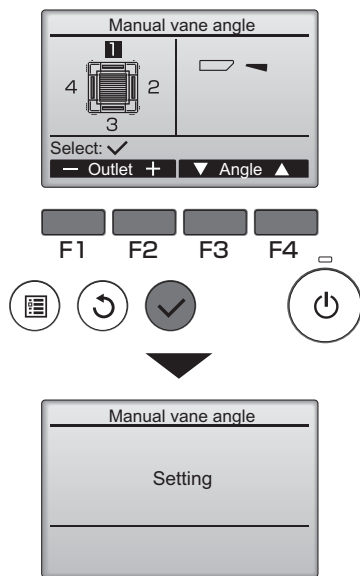 Manual vane angle
1
4 2
3
Select: ✓
− Outlet + ▼ Angle ▲
F1 F2 F3 F4
Manual vane angle
Setting